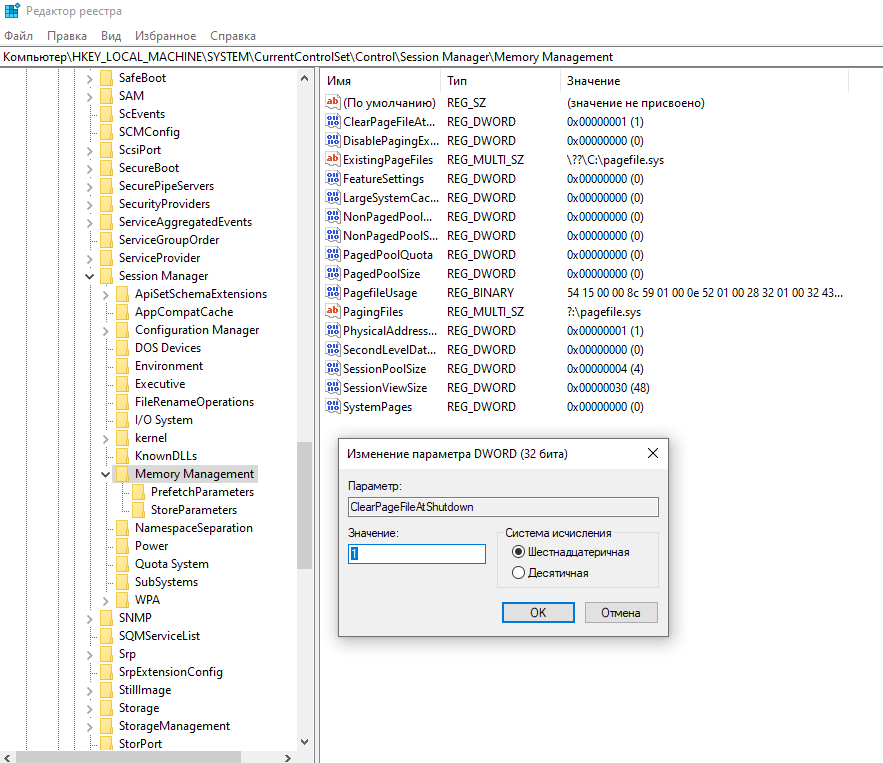 Редактор реестра
Файл Правка Вид Избранное Справка
Компьютер\HKEY_LOCAL_MACHINE\SYSTEM\CurrentControlSet\Control\Session Manager\Memory Management
SafeBoot
SAM
ScEvents
SCMConfig
ScsiPort
SecureBoot
SecurePipeServers
SecurityProviders
ServiceAggregatedEvents
ServiceGroupOrder
ServiceProvider
Session Manager
ApiSetSchemaExtensions
AppCompatCache
Configuration Manager
DOS Devices
Environment
Executive
FileRenameOperations
I/O System
kernel
KnownDLLs
Memory Management
PrefetchParameters
StoreParameters
NamespaceSeparation
Power
Quota System
SubSystems
WPA
SNMP
SQMServiceList
Srp
SrpExtensionConfig
StillImage
Storage
StorageManagement
StorPort
Имя Тип Значение
(По умолчанию) REG_SZ (значение не присвоено)
ClearPageFileAt... REG_DWORD 0x00000001 (1)
DisablePagingEx... REG_DWORD 0x00000000 (0)
ExistingPageFiles REG_MULTI_SZ \??\C:\pagefile.sys
FeatureSettings REG_DWORD 0x00000000 (0)
LargeSystemCac... REG_DWORD 0x00000000 (0)
NonPagedPool... REG_DWORD 0x00000000 (0)
NonPagedPoolS... REG_DWORD 0x00000000 (0)
PagedPoolQuota REG_DWORD 0x00000000 (0)
PagedPoolSize REG_DWORD 0x00000000 (0)
PagefileUsage REG_BINARY 54 15 00 00 8c 59 01 00 0e 52 01 00 28 32 01 00 32 43...
PagingFiles REG_MULTI_SZ ?:\pagefile.sys
PhysicalAddress... REG_DWORD 0x00000001 (1)
SecondLevelDat... REG_DWORD 0x00000000 (0)
SessionPoolSize REG_DWORD 0x00000004 (4)
SessionViewSize REG_DWORD 0x00000030 (48)
SystemPages REG_DWORD 0x00000000 (0)
Изменение параметра DWORD (32 бита)
Параметр:
ClearPageFileAtShutdown
Значение:
1
Система исчисления
Шестнадцатеричная
Десятичная
OK Отмена